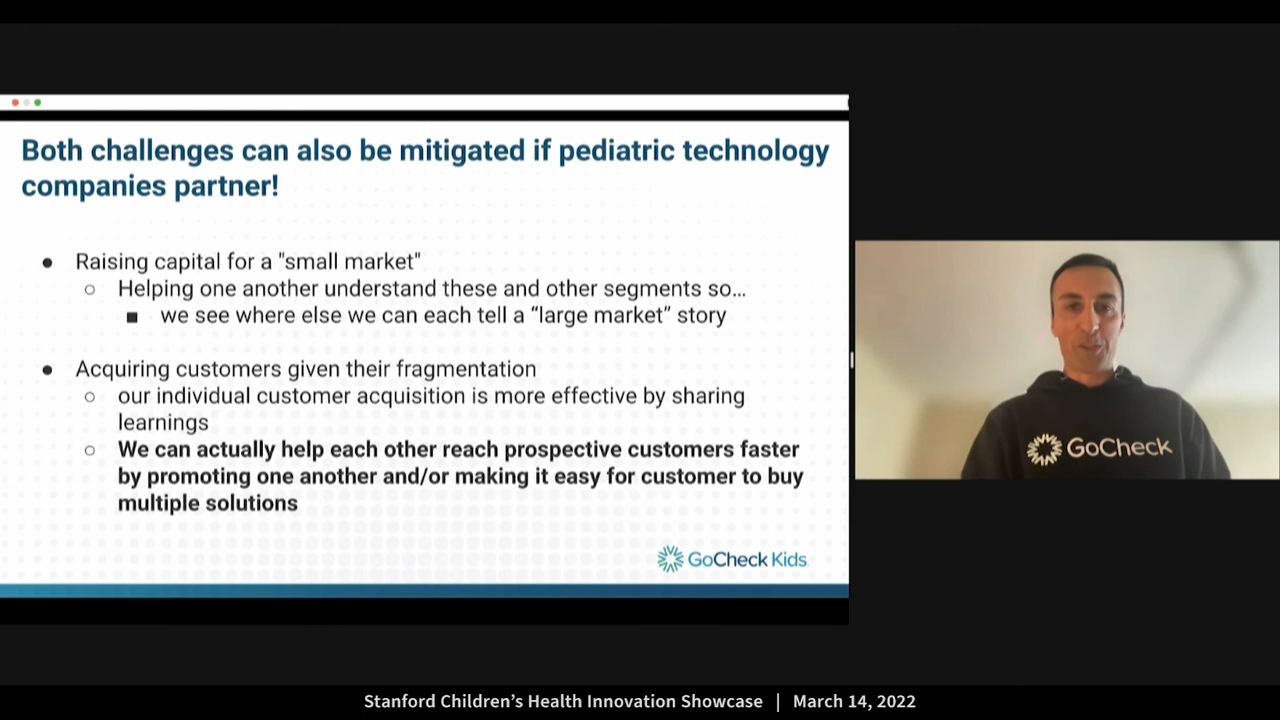 Both challenges can also be mitigated if pediatric technology
companies partner!
● Raising capital for a "small market"
○ Helping one another understand these and other segments so...
■ we see where else we can each tell a “large market” story
● Acquiring customers given their fragmentation
○ our individual customer acquisition is more effective by sharing
learnings
○ We can actually help each other reach prospective customers faster
by promoting one another and/or making it easy for customer to buy
multiple solutions
GoCheck Kids
GoCheck
Stanford Children’s Health Innovation Showcase | March 14, 2022